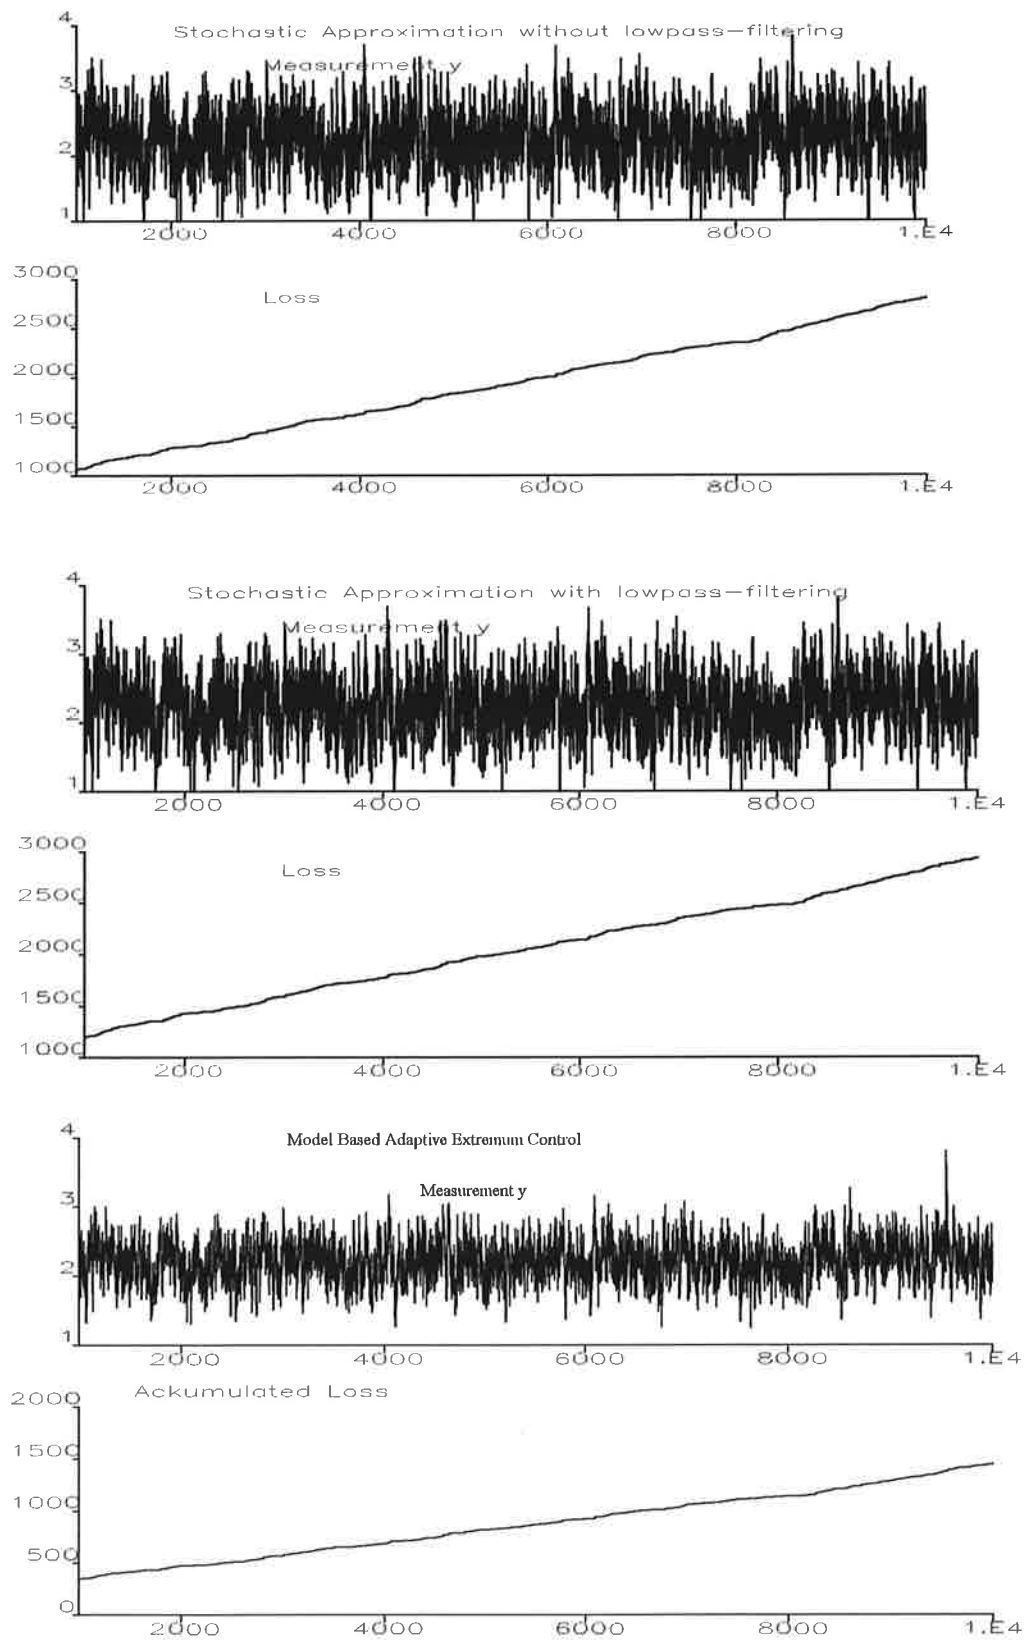 4
Stochastic Approximation without lowpass-filtering
Measurement y
3
2
1
2000 4000 6000 8000 1.E4
3000
Loss
2500
2000
1500
1000
2000 4000 6000 8000 1.E4
4
Stochastic Approximation with lowpass-filtering
Measurement y
3
2
1
2000 4000 6000 8000 1.E4
3000
Loss
2500
2000
1500
1000
2000 4000 6000 8000 1.E4
4
Model Based Adaptive Extremum Control
Measurement y
3
2
1
2000 4000 6000 8000 1.E4
Ackumulated Loss
2000
1500
1000
500
0
2000 4000 6000 8000 1.E4